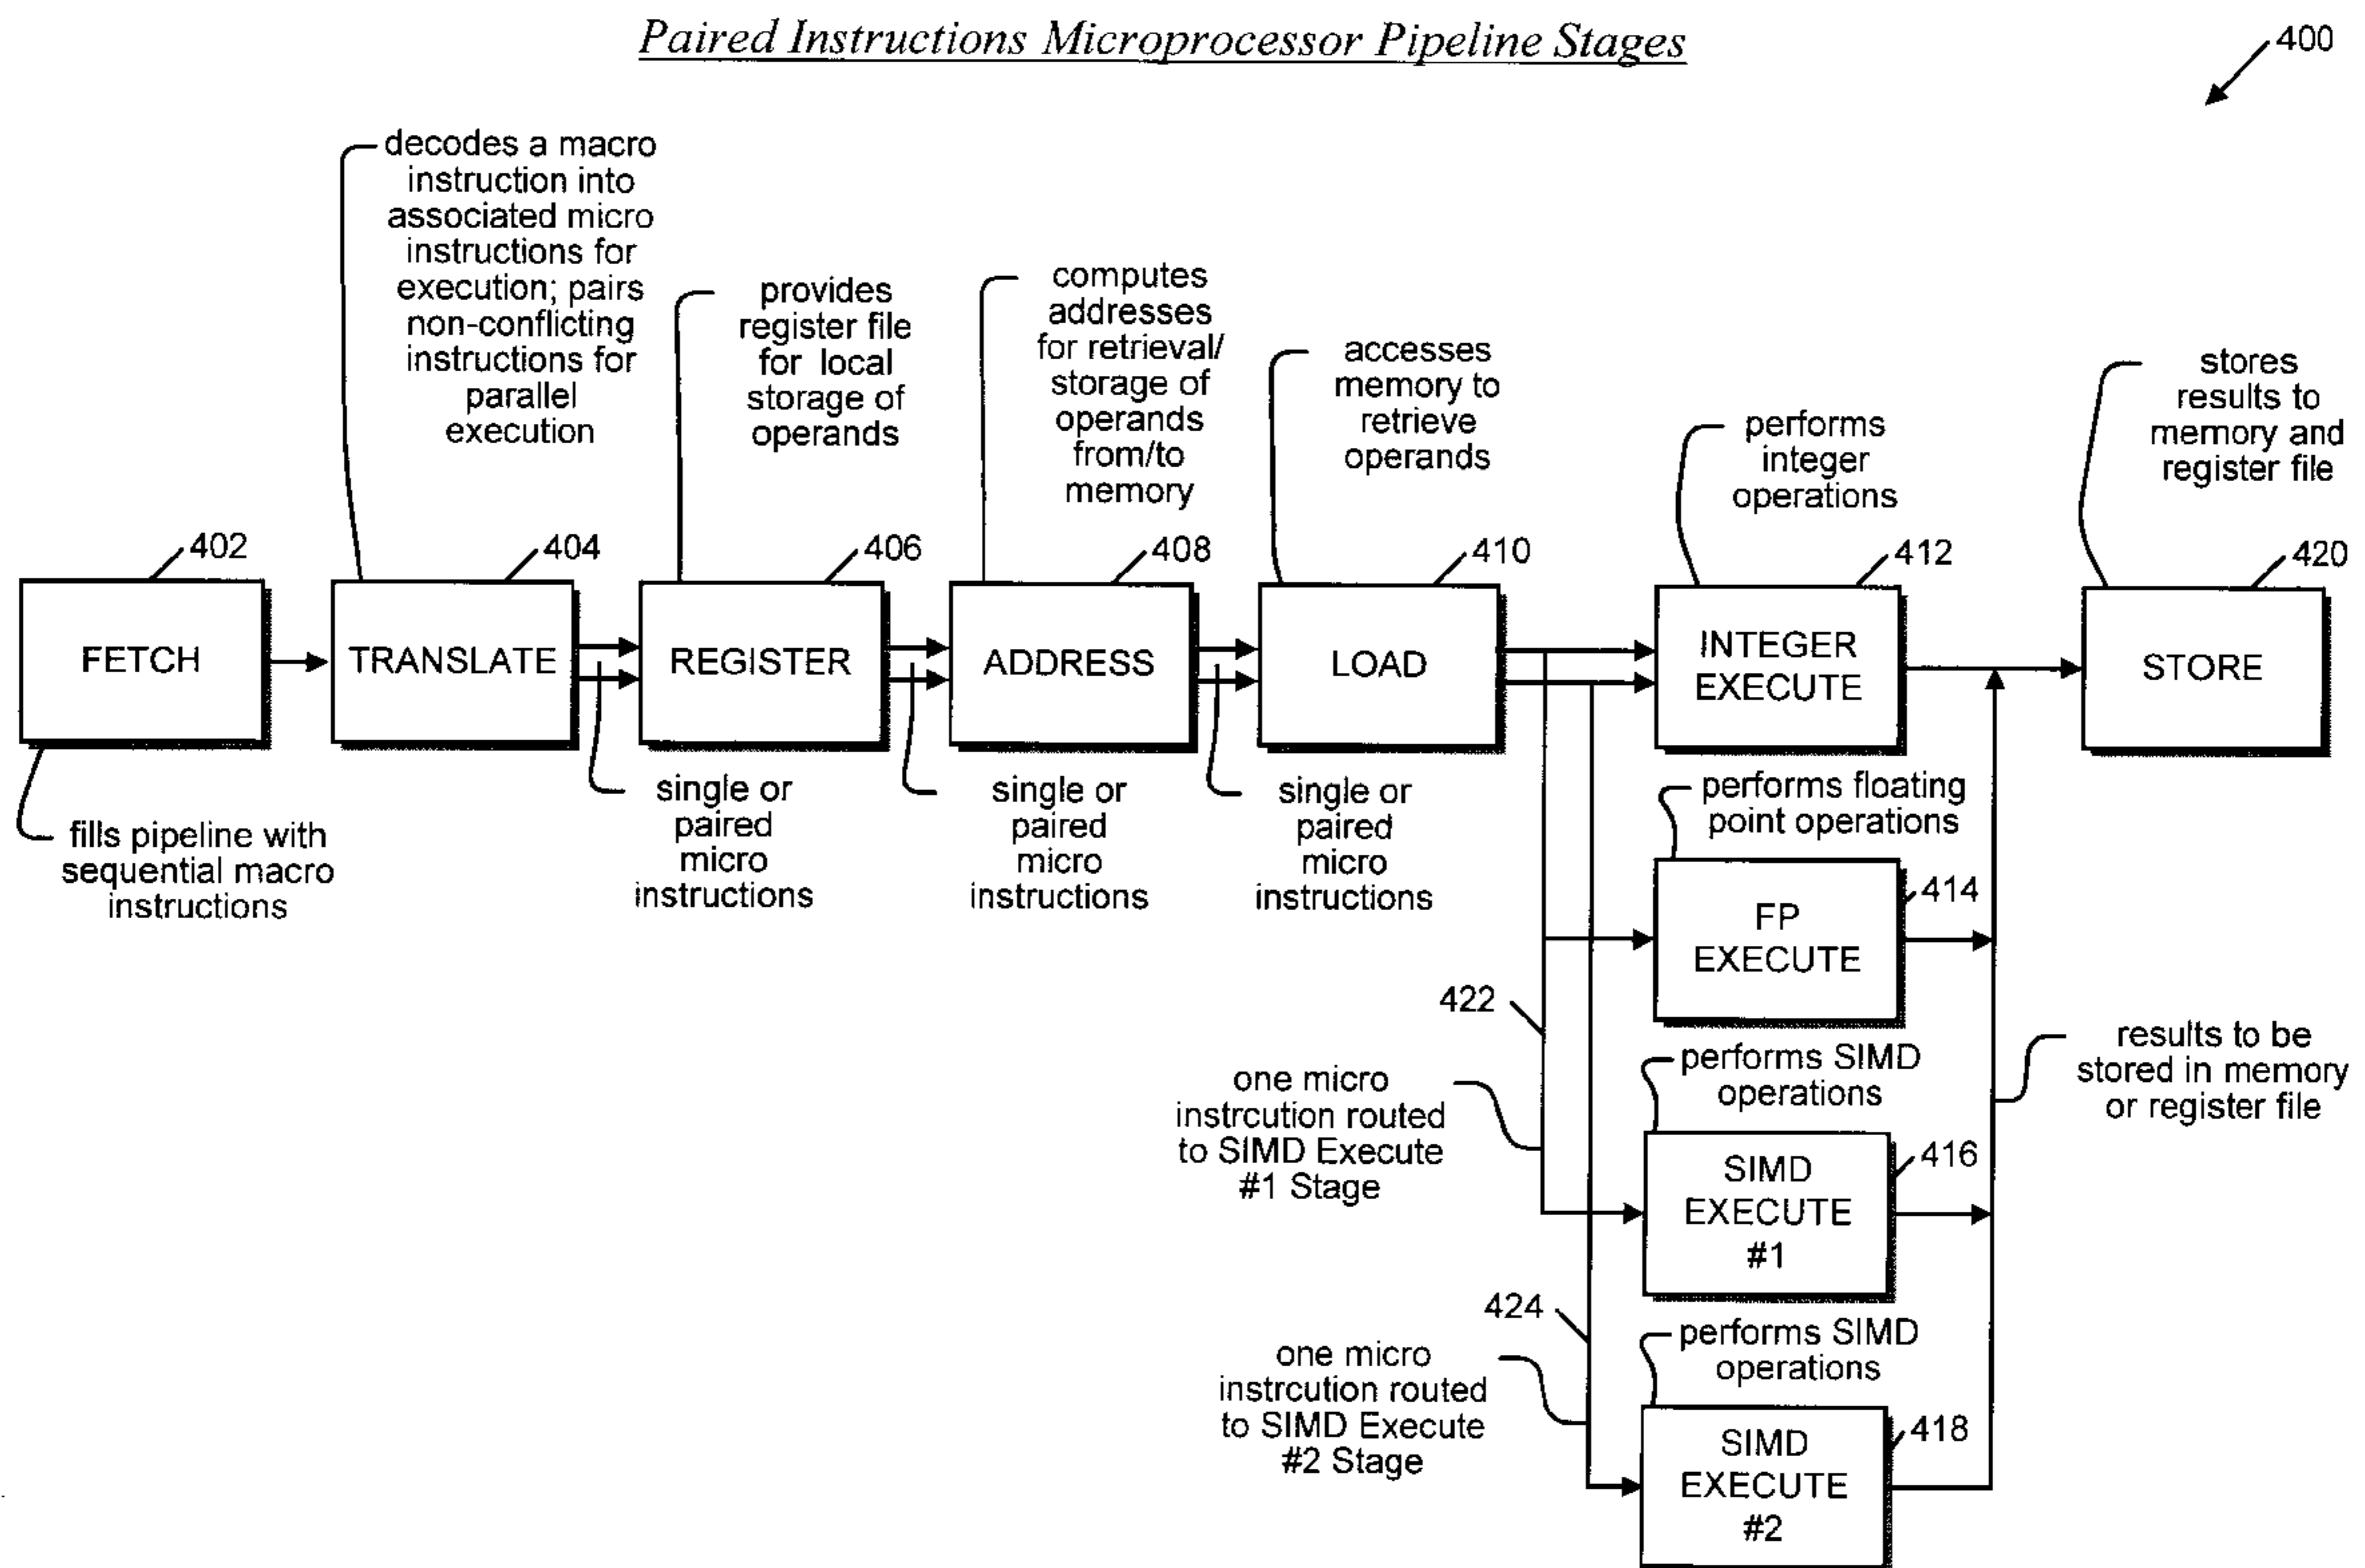 Paired Instructions Microprocessor Pipeline Stages
400
decodes a macro
instruction into
associated micro
instructions for
execution; pairs
non-conflicting
instructions for
parallel
execution
provides
register file
for local
storage of
operands
computes
addresses
for retrieval/
storage of
operands
from/to
memory
accesses
memory to
retrieve
operands
performs
integer
operations
stores
results to
memory and
register file
402
404
406
408
410
412
420
FETCH
TRANSLATE
REGISTER
ADDRESS
LOAD
INTEGER
EXECUTE
STORE
fills pipeline with
sequential macro
instructions
single or
paired
micro
instructions
single or
paired
micro
instructions
single or
paired
micro
instructions
performs floating
point operations
414
FP
EXECUTE
422
one micro
instrcution routed
to SIMD Execute
#1 Stage
performs SIMD
operations
416
SIMD
EXECUTE
#1
results to be
stored in memory
or register file
424
one micro
instrcution routed
to SIMD Execute
#2 Stage
performs SIMD
operations
418
SIMD
EXECUTE
#2